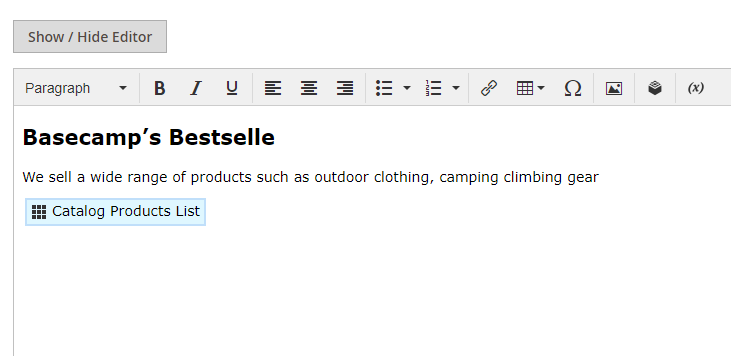 Show / Hide Editor
Paragraph B I U Ω (x)
Basecamp’s Bestselle
We sell a wide range of products such as outdoor clothing, camping climbing gear
Catalog Products List